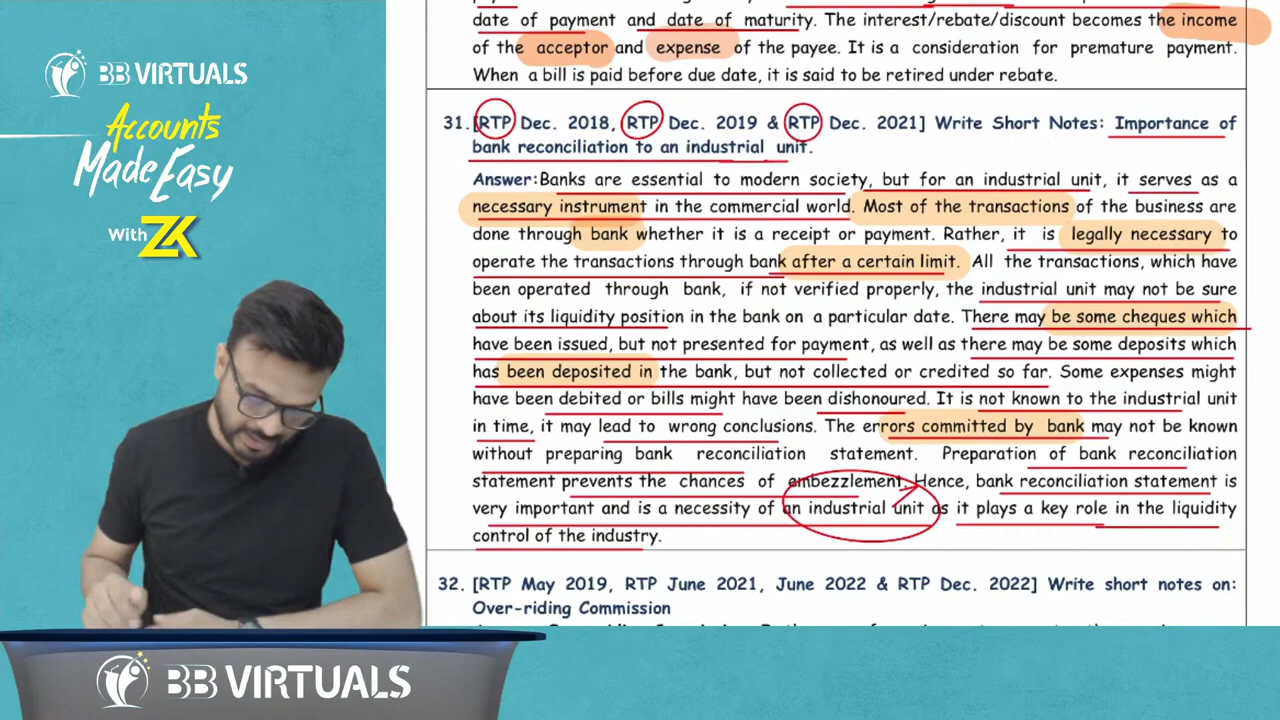 BB VIRTUALS
Accounts
Made Easy
With ZK
date of payment and date of maturity. The interest/rebate/discount becomes the income
of the acceptor and expense of the payee. It is a consideration for premature payment.
When a bill is paid before due date, it is said to be retired under rebate.
31. [RTP Dec. 2018, RTP Dec. 2019 & RTP Dec. 2021] Write Short Notes: Importance of
bank reconciliation to an industrial unit.
Answer:Banks are essential to modern society, but for an industrial unit, it serves as a
necessary instrument in the commercial world. Most of the transactions of the business are
done through bank whether it is a receipt or payment. Rather, it is legally necessary to
operate the transactions through bank after a certain limit. All the transactions, which have
been operated through bank, if not verified properly, the industrial unit may not be sure
about its liquidity position in the bank on a particular date. There may be some cheques which
have been issued, but not presented for payment, as well as there may be some deposits which
has been deposited in the bank, but not collected or credited so far. Some expenses might
have been debited or bills might have been dishonoured. It is not known to the industrial unit
in time, it may lead to wrong conclusions. The errors committed by bank may not be known
without preparing bank reconciliation statement. Preparation of bank reconciliation
statement prevents the chances of embezzlement. Hence, bank reconciliation statement is
very important and is a necessity of an industrial unit as it plays a key role in the liquidity
control of the industry.
32. [RTP May 2019, RTP June 2021, June 2022 & RTP Dec. 2022] Write short notes on:
Over-riding Commission
BB VIRTUALS